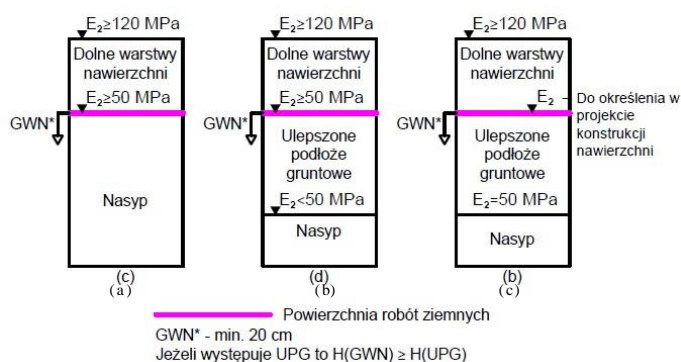 E₂≥120 MPa
Dolne warstwy
nawierzchni
E₂≥50 MPa
GWN*
Nasyp
(c)
(a)
E₂≥120 MPa
Dolne warstwy
nawierzchni
E₂≥50 MPa
GWN*
Ulepszone
podłoże
gruntowe
E₂<50 MPa
Nasyp
(d)
(b)
E₂≥120 MPa
Dolne warstwy
nawierzchni
E₂
Do określenia w
projekcie
konstrukcji
nawierzchni
GWN*
Ulepszone
podłoże
gruntowe
E₂=50 MPa
Nasyp
(b)
(c)
Powierzchnia robót ziemnych
GWN* - min. 20 cm
Jeżeli występuje UPG to H(GWN) ≥ H(UPG)